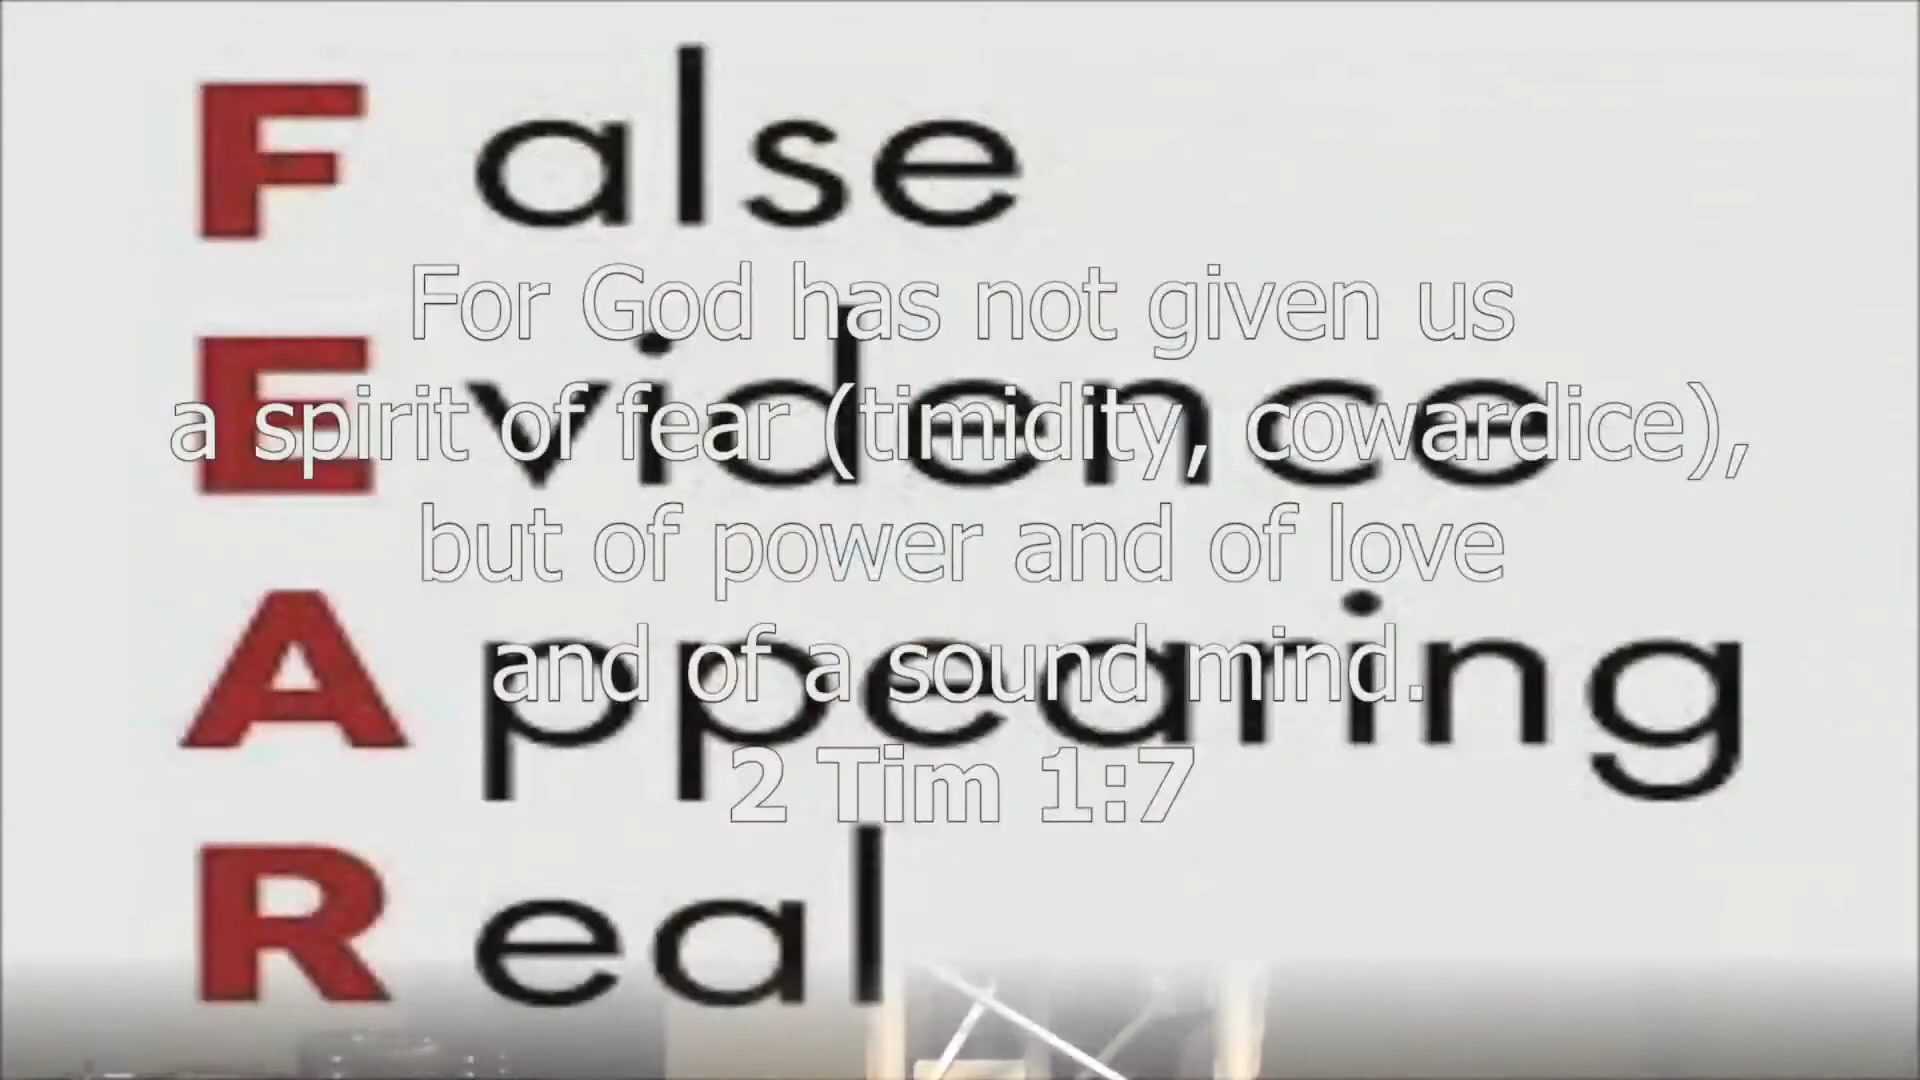 False
For God has not given us
Evidence
a spirit of fear (timidity, cowardice),
but of power and of love
Appearing
and of a sound mind.
2 Tim 1:7
Real